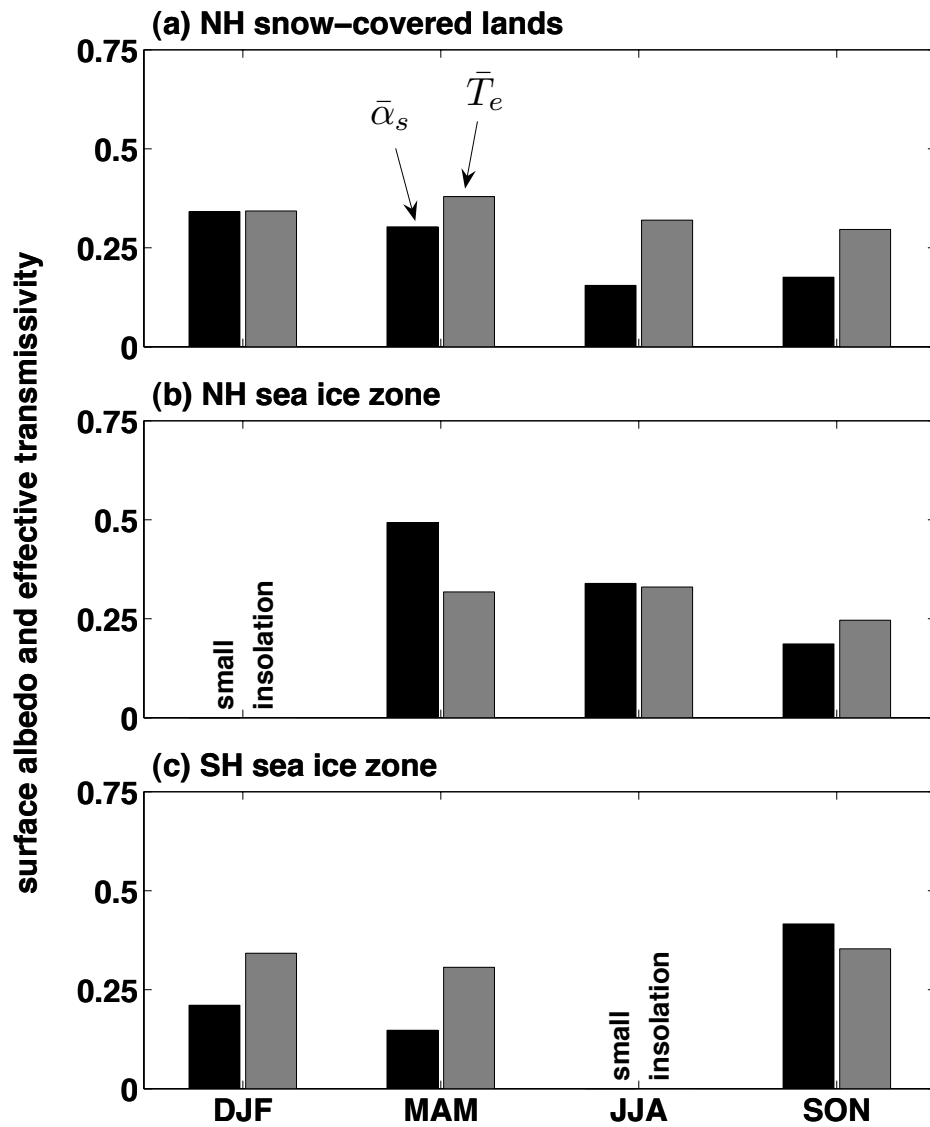 (a) NH snow−covered lands
0.75
0.5
0.25
0
ᾱₛ
T̄ₑ
(b) NH sea ice zone
0.75
0.5
0.25
0
small
insolation
(c) SH sea ice zone
0.75
0.5
0.25
0
small
insolation
DJF MAM JJA SON
surface albedo and effective transmissivity